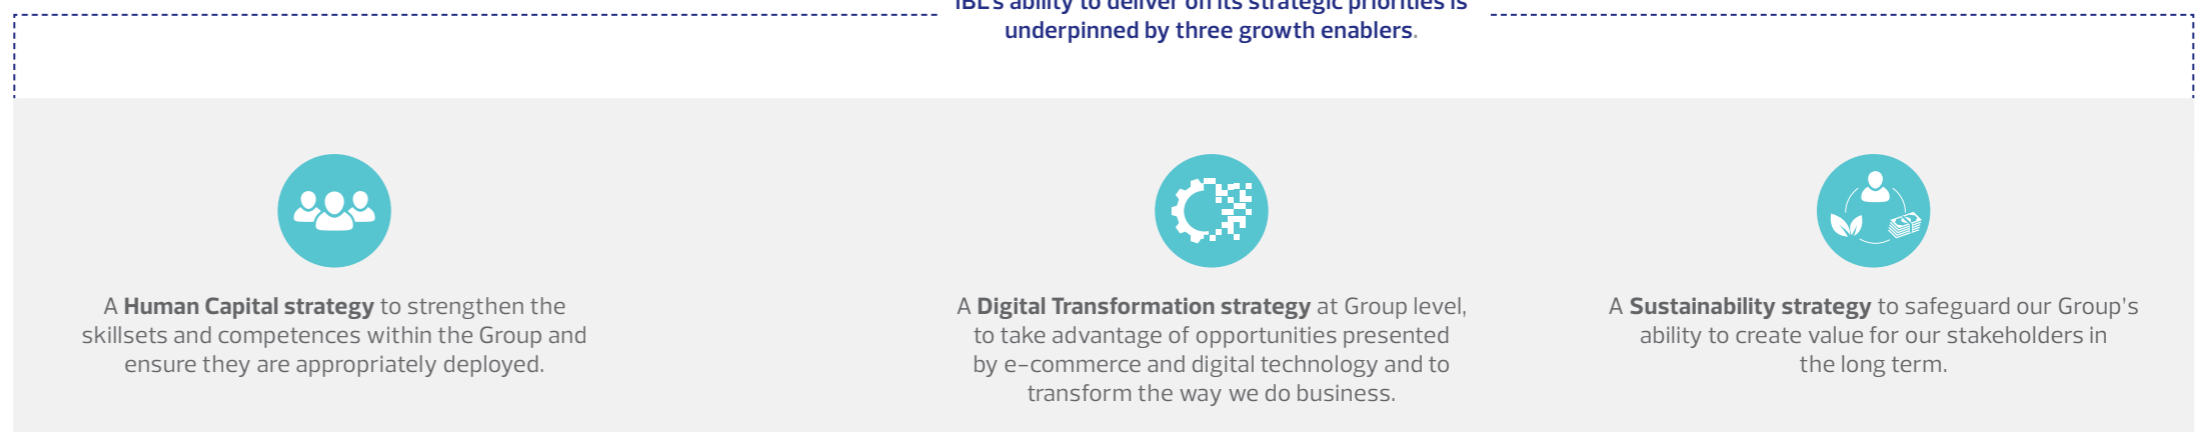 IBL's ability to deliver on its strategic priorities is
underpinned by three growth enablers.
A Human Capital strategy to strengthen the
skillsets and competences within the Group and
ensure they are appropriately deployed.
A Digital Transformation strategy at Group level,
to take advantage of opportunities presented
by e-commerce and digital technology and to
transform the way we do business.
A Sustainability strategy to safeguard our Group's
ability to create value for our stakeholders in
the long term.